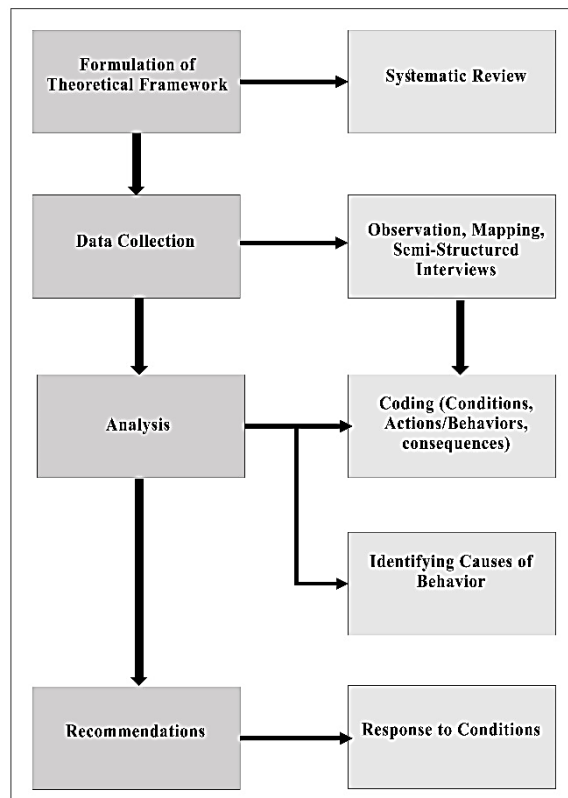 Formulation of
Theoretical Framework
Systematic Review
Data Collection
Observation, Mapping,
Semi-Structured
Interviews
Analysis
Coding (Conditions,
Actions/Behaviors,
consequences)
Identifying Causes of
Behavior
Recommendations
Response to Conditions